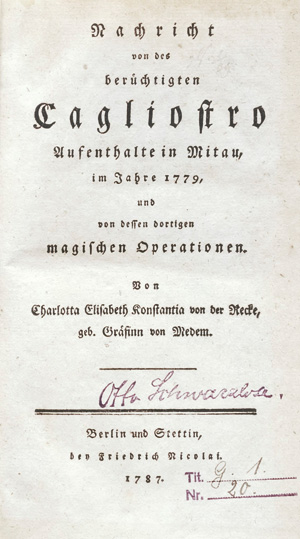 Nachricht
von des
berüchtigten
Cagliostro
Aufenthalte in Mitau,
im Jahre 1779,
und
von dessen dortigen
magischen Operationen.
Von
Charlotta Elisabeth Konstantia von der Recke,
geb. Gräfinn von Medem.
Otto
Berlin und Stettin,
bey Friedrich Nicolai.
1787.
Tit. g. 1.
Nr. 20.